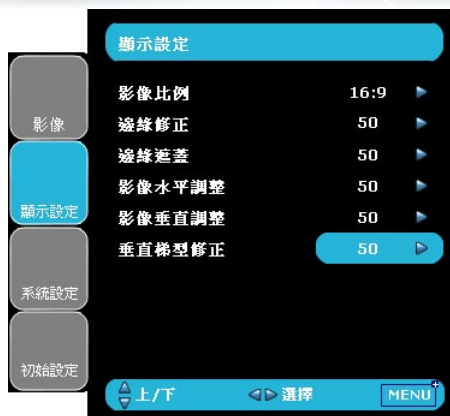 顯示設定
影像
顯示設定
系統設定
初始設定
影像比例 16:9
邊緣修正 50
邊緣遮蓋 50
影像水平調整 50
影像垂直調整 50
垂直梯型修正 50
上/下 選擇 MENU